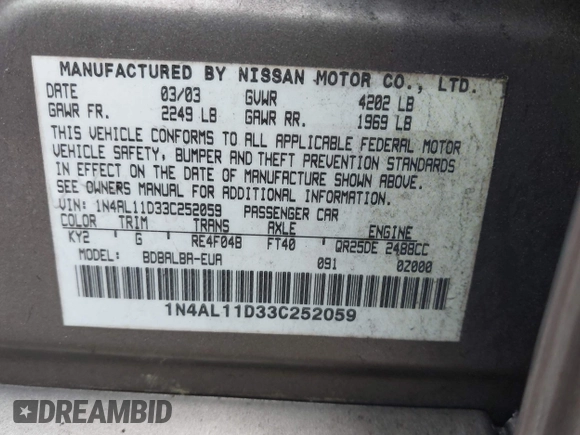 MANUFACTURED BY NISSAN MOTOR CO., LTD.
DATE 03/03 GVWR 4202 LB
GAWR FR. 2249 LB GAWR RR. 1969 LB
THIS VEHICLE CONFORMS TO ALL APPLICABLE FEDERAL MOTOR
VEHICLE SAFETY, BUMPER AND THEFT PREVENTION STANDARDS
IN EFFECT ON THE DATE OF MANUFACTURE SHOWN ABOVE.
SEE OWNERS MANUAL FOR ADDITIONAL INFORMATION.
VIN: 1N4AL11D33C252059 PASSENGER CAR
COLOR TRIM TRANS AXLE ENGINE
KY2 G RE4F04B FT40 QR25DE 2488CC
MODEL: BDBALBA-EUA 091 0Z000
1N4AL11D33C252059
DREAMBID